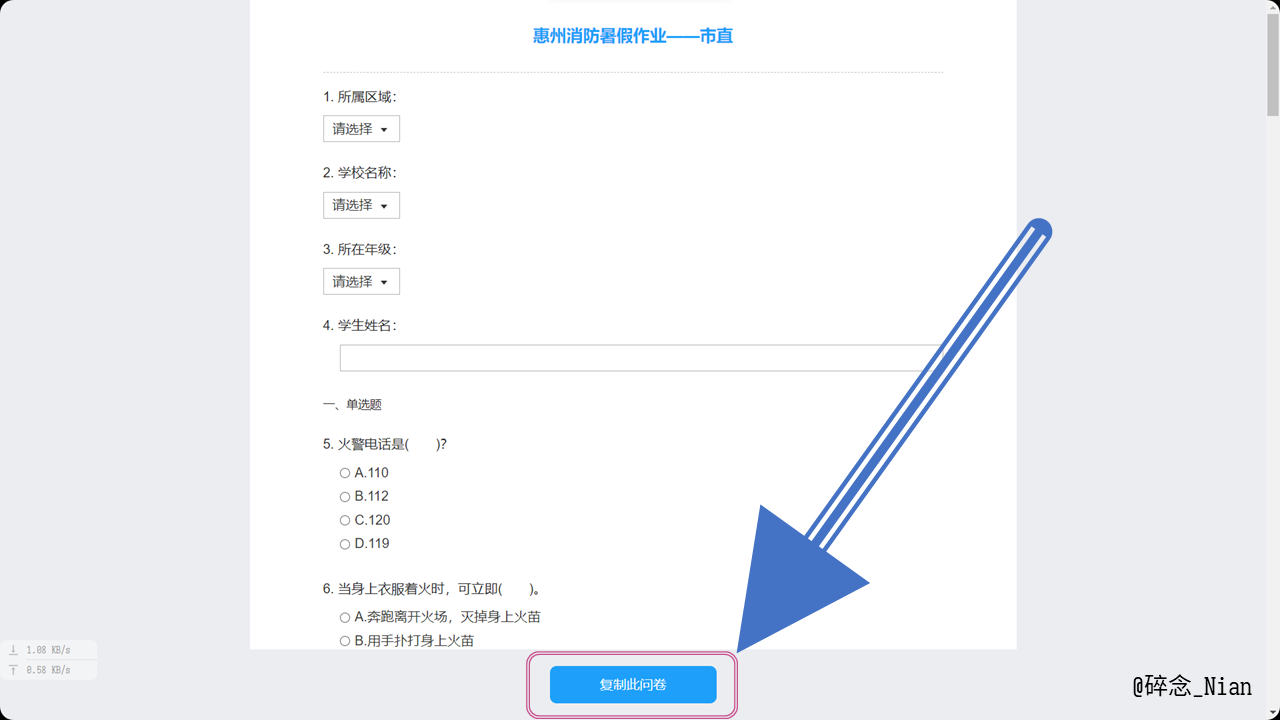 惠州消防暑假作业——市直
1. 所属区域：
请选择
2. 学校名称：
请选择
3. 所在年级：
请选择
4. 学生姓名：
一、单选题
5. 火警电话是(　　)?
A.110
B.112
C.120
D.119
6. 当身上衣服着火时，可立即(　　)。
A.奔跑离开火场，灭掉身上火苗
B.用手扑打身上火苗
1.08 KB/s
0.58 KB/s
复制此问卷
@碎念_Nian